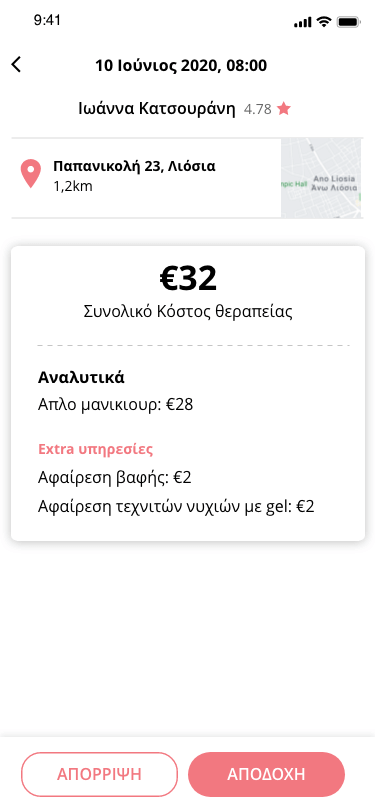 9:41
10 Ιούνιος 2020, 08:00
Ιωάννα Κατσουράνη 4.78
Παπανικολή 23, Λιόσια
1,2km
mpic Hall
Ano Liosia
Άνω Λιόσια
€32
Συνολικό Κόστος θεραπείας
Αναλυτικά
Απλο μανικιουρ: €28
Extra υπηρεσίες
Αφαίρεση βαφής: €2
Αφαίρεση τεχνιτών νυχιών με gel: €2
ΑΠΟΡΡΙΨΗ
ΑΠΟΔΟΧΗ